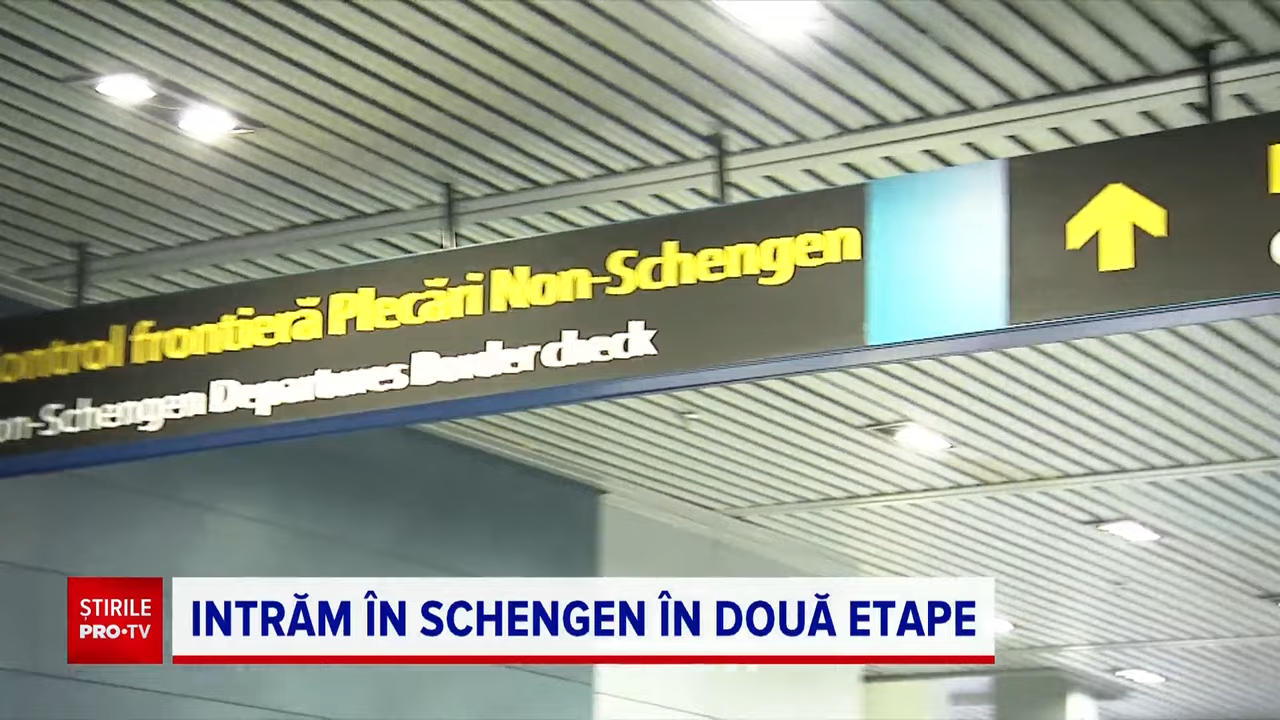 ontrol frontieră Plecări Non-Schengen
on-Schengen Departures Border check
ȘTIRILE
PRO•TV
INTRĂM ÎN SCHENGEN ÎN DOUĂ ETAPE